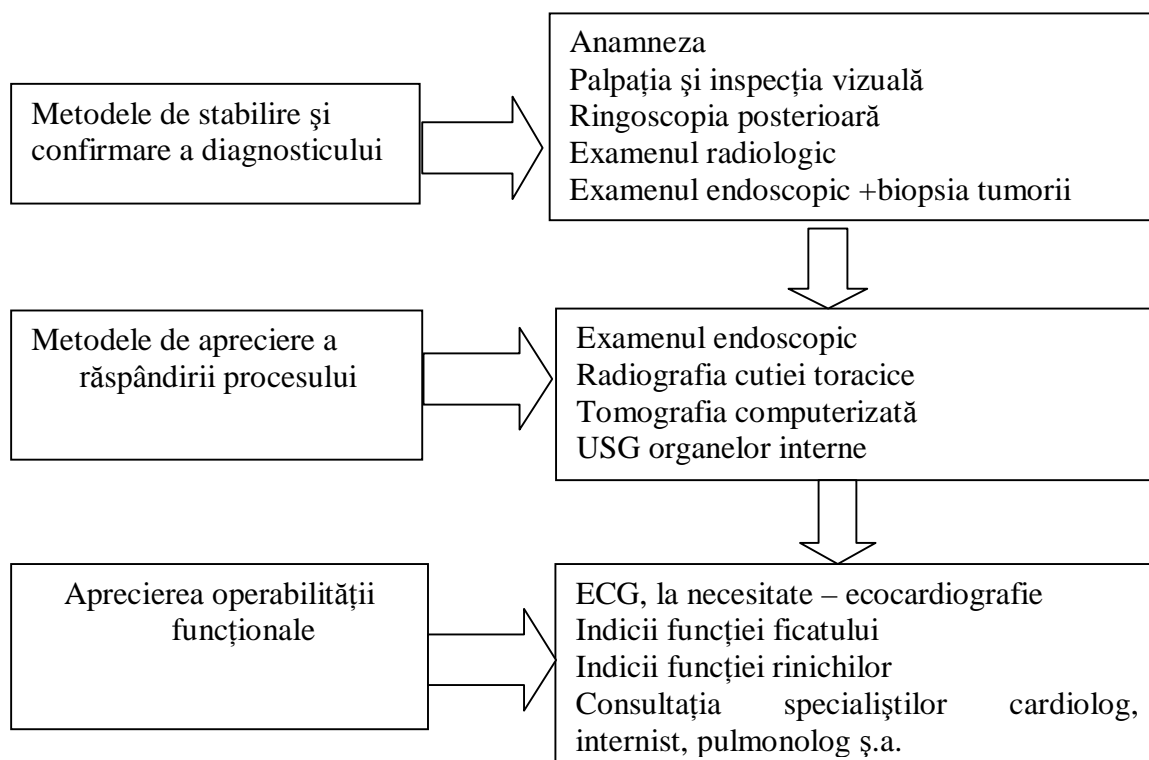 Metodele de stabilire şi
confirmare a diagnosticului
Anamneza
Palpația şi inspecția vizuală
Ringoscopia posterioară
Examenul radiologic
Examenul endoscopic +biopsia tumorii
Metodele de apreciere a
răspândirii procesului
Examenul endoscopic
Radiografia cutiei toracice
Tomografia computerizată
USG organelor interne
Aprecierea operabilității
funcționale
ECG, la necesitate – ecocardiografie
Indicii funcției ficatului
Indicii funcției rinichilor
Consultația specialiştilor cardiolog,
internist, pulmonolog ş.a.